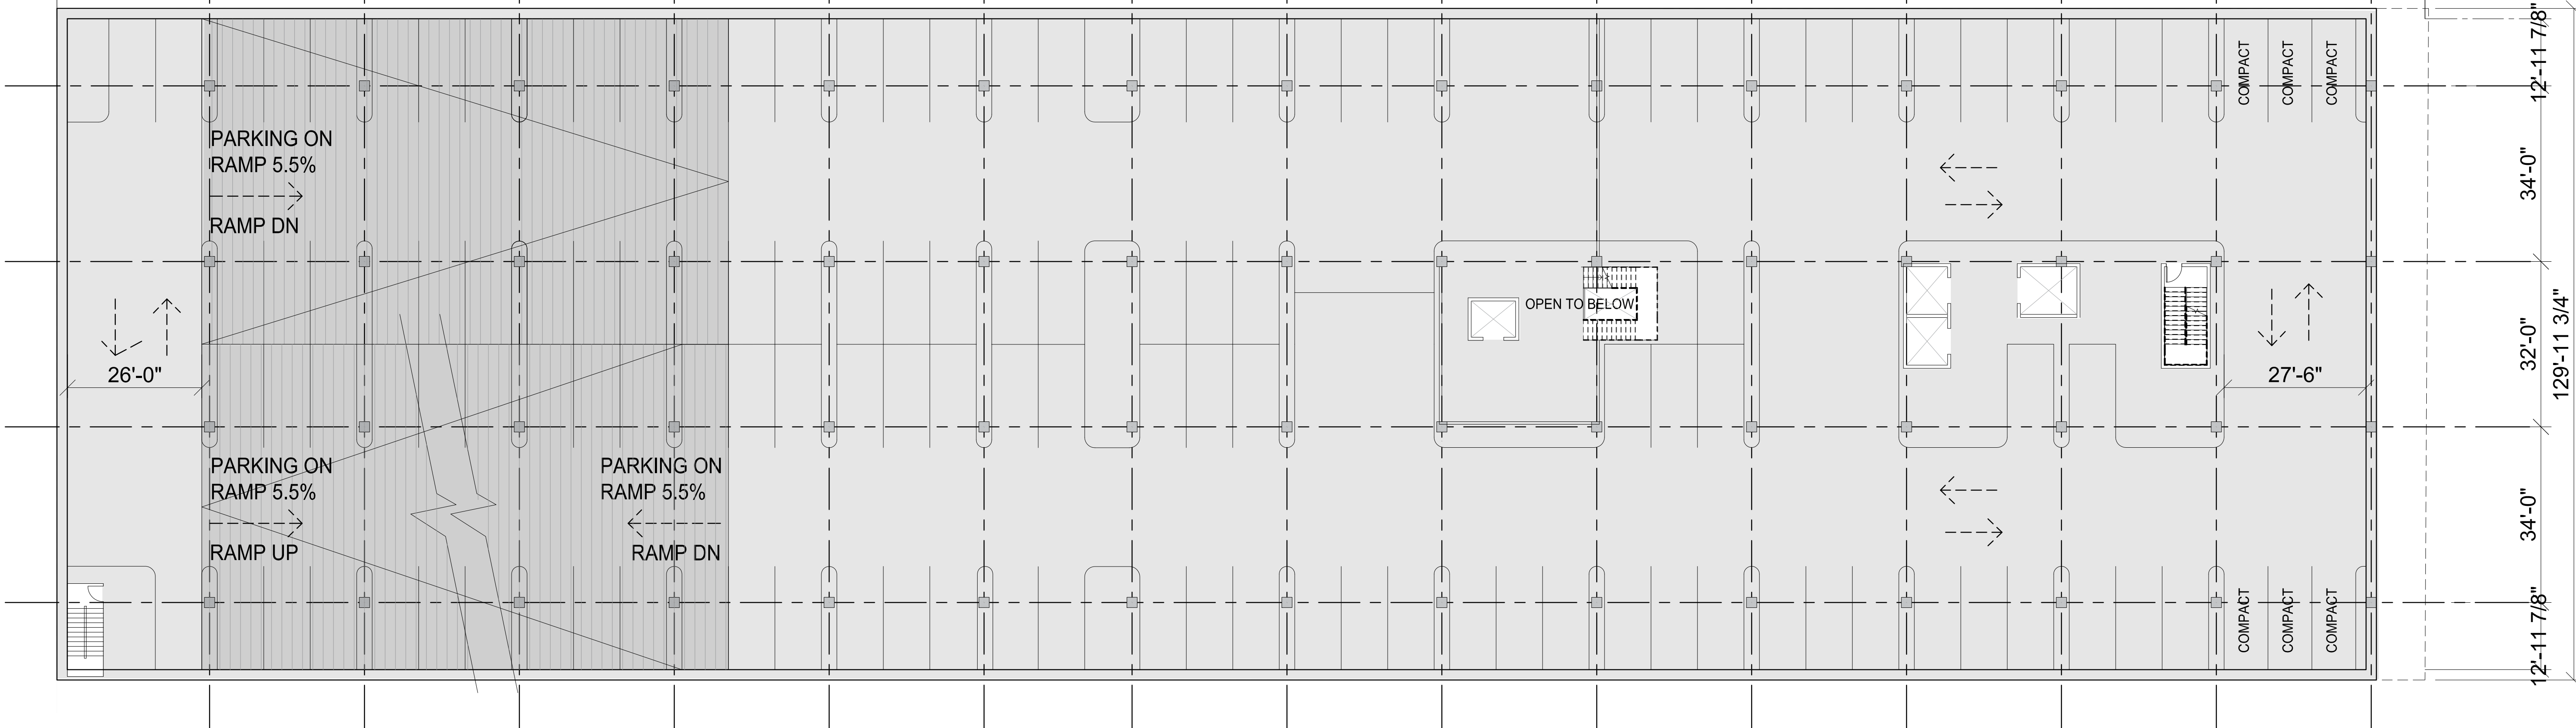 COMPACT
COMPACT
COMPACT
12'-11 7/8"
PARKING ON
RAMP 5.5%
RAMP DN
34'-0"
OPEN TO BELOW
26'-0"
27'-6"
32'-0"
129'-11 3/4"
PARKING ON
RAMP 5.5%
RAMP UP
PARKING ON
RAMP 5.5%
RAMP DN
34'-0"
COMPACT
COMPACT
COMPACT
12'-11 7/8"